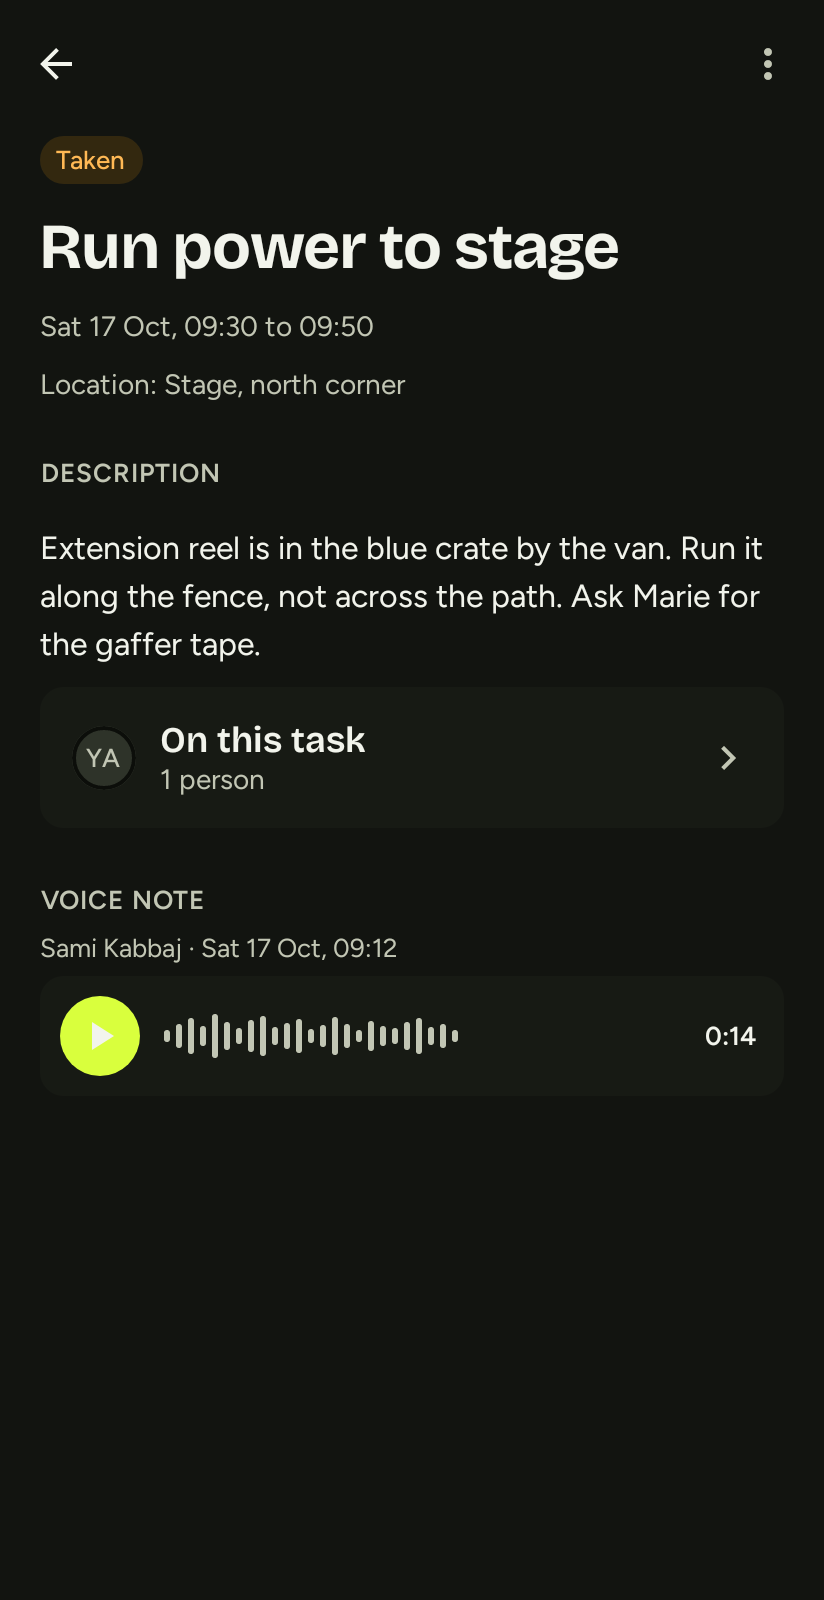 Taken
Run power to stage
Sat 17 Oct, 09:30 to 09:50
Location: Stage, north corner
DESCRIPTION
Extension reel is in the blue crate by the van. Run it
along the fence, not across the path. Ask Marie for
the gaffer tape.
YA
On this task
1 person
VOICE NOTE
Sami Kabbaj · Sat 17 Oct, 09:12
0:14